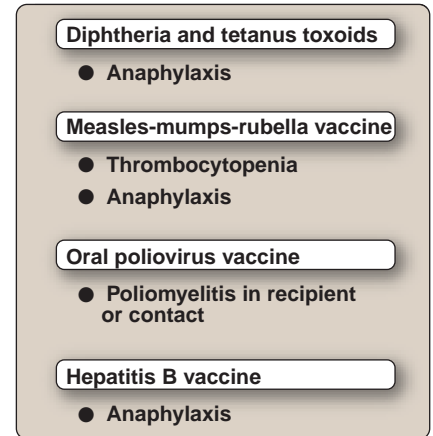 Diphtheria and tetanus toxoids
● Anaphylaxis
Measles-mumps-rubella vaccine
● Thrombocytopenia
● Anaphylaxis
Oral poliovirus vaccine
● Poliomyelitis in recipient
or contact
Hepatitis B vaccine
● Anaphylaxis